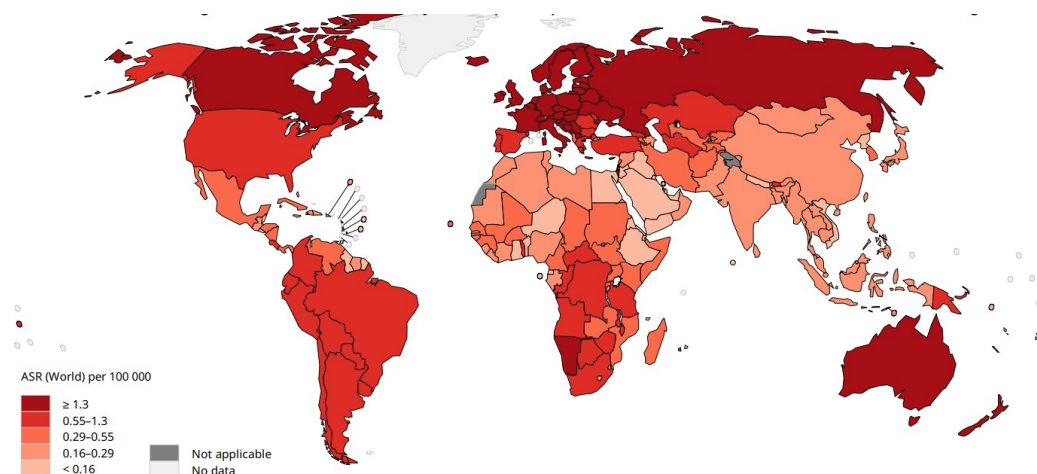 ASR (World) per 100 000
≥ 1.3
0.55–1.3
0.29–0.55
0.16–0.29
< 0.16
Not applicable
No data